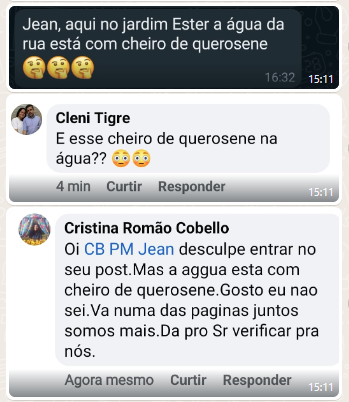 Jean, aqui no jardim Ester a água da
rua está com cheiro de querosene
🤔🤔🤔
16:32
15:11
Cleni Tigre
E esse cheiro de querosene na
água?? 😳😳
4 min Curtir Responder
15:11
Cristina Romão Cobello
Oi CB PM Jean desculpe entrar no
seu post.Mas a aggua esta com
cheiro de querosene.Gosto eu nao
sei.Va numa das paginas juntos
somos mais.Da pro Sr verificar pra
nós.
Agora mesmo Curtir Responder
15:11